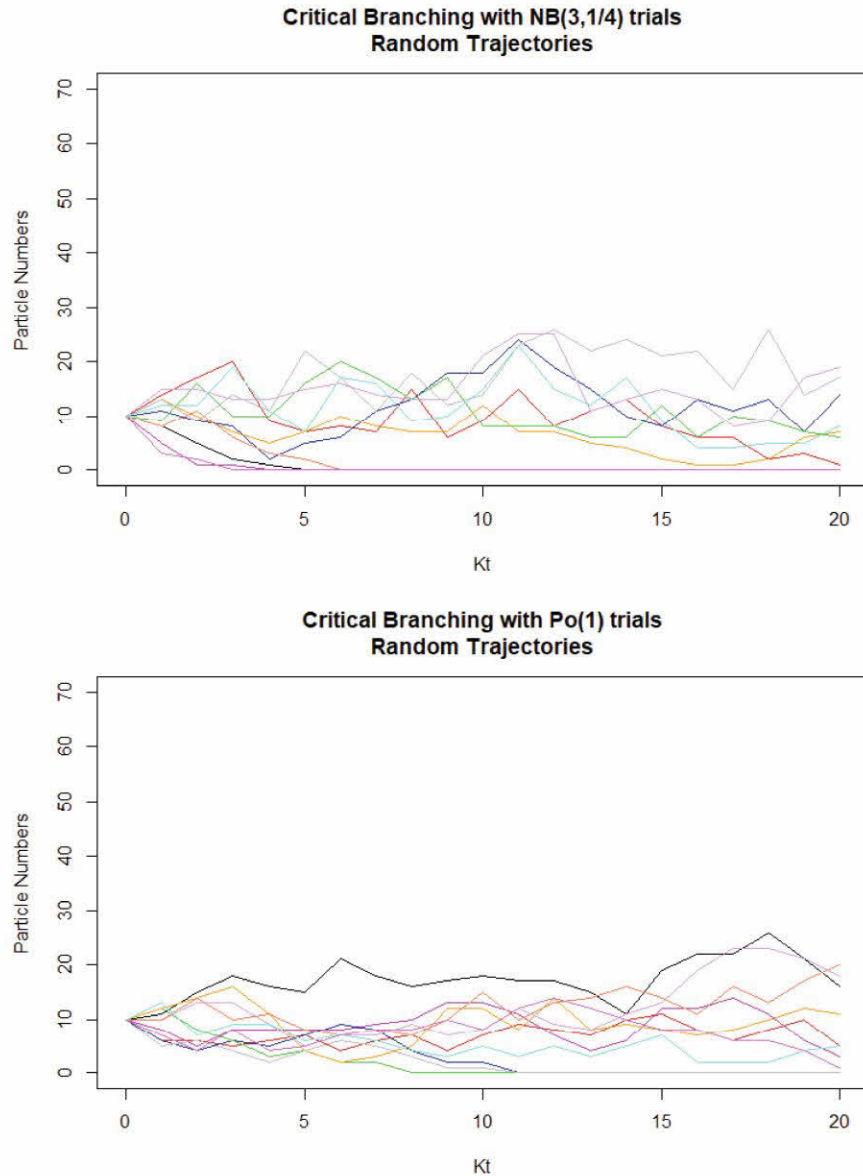 Critical Branching with NB(3,1/4) trials
Random Trajectories
70
60
50
40
30
20
10
0
Particle Numbers
0 5 10 15 20
Kt
Critical Branching with Po(1) trials
Random Trajectories
70
60
50
40
30
20
10
0
Particle Numbers
0 5 10 15 20
Kt